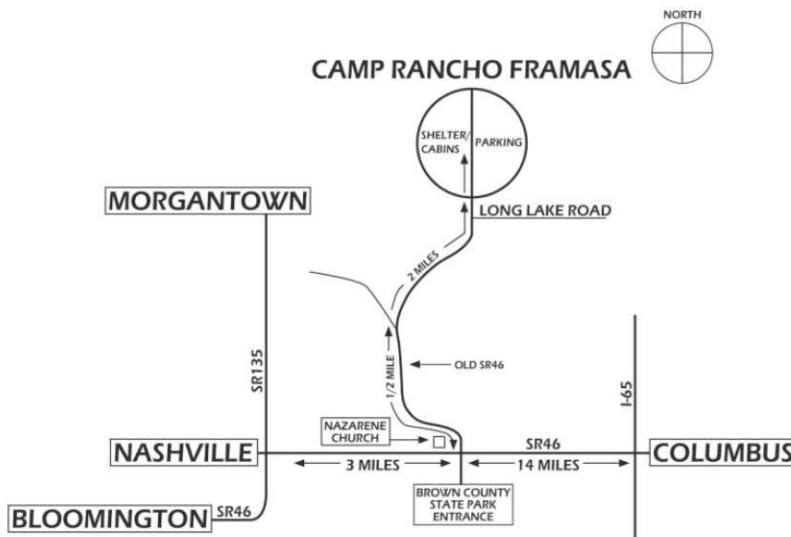 NORTH
CAMP RANCHO FRAMASA
SHELTER/
CABINS
PARKING
MORGANTOWN
LONG LAKE ROAD
2 MILES
SR135
OLD SR46
1/2 MILE
I-65
NAZARENE
CHURCH
NASHVILLE
SR46
COLUMBUS
3 MILES
14 MILES
BROWN COUNTY
STATE PARK
ENTRANCE
BLOOMINGTON
SR46